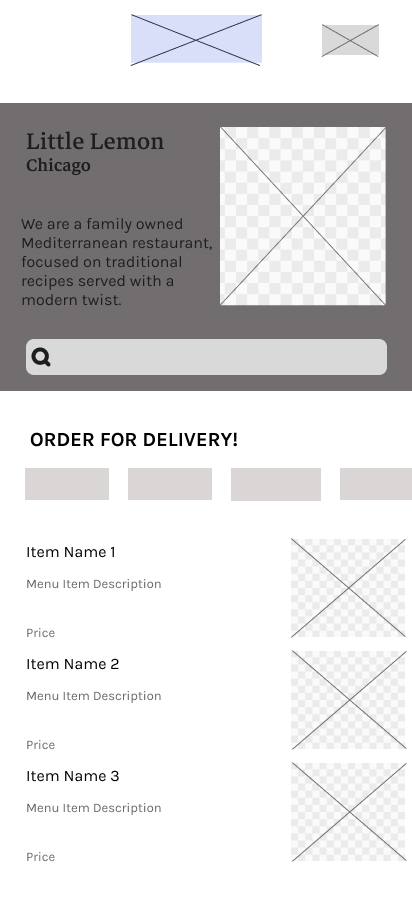 Little Lemon
Chicago
We are a family owned
Mediterranean restaurant,
focused on traditional
recipes served with a
modern twist.
ORDER FOR DELIVERY!
Item Name 1
Menu Item Description
Price
Item Name 2
Menu Item Description
Price
Item Name 3
Menu Item Description
Price